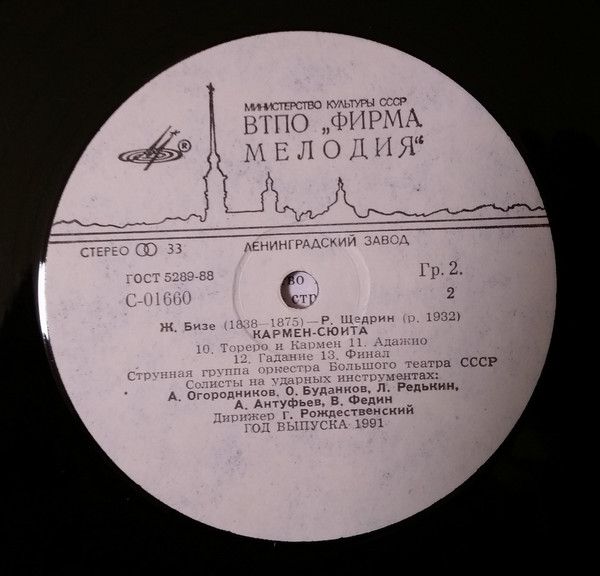 МИНИСТЕРСТВО КУЛЬТУРЫ СССР
ВТПО „ФИРМА
МЕЛОДИЯ“
®
СТЕРЕО 33
ЛЕНИНГРАДСКИЙ ЗАВОД
ГОСТ 5289-88
Гр. 2.
С-01660
2
во
стр
Ж. Бизе (1838—1875)—Р. Щедрин (р. 1932)
КАРМЕН-СЮИТА
10. Тореро и Кармен 11. Адажио
12. Гадание 13. Финал
Струнная группа оркестра Большого театра СССР
Солисты на ударных инструментах:
А. Огородников, О. Буданков, Л. Редькин,
А. Антуфьев, В. Федин
Дирижер Г. Рождественский
ГОД ВЫПУСКА 1991